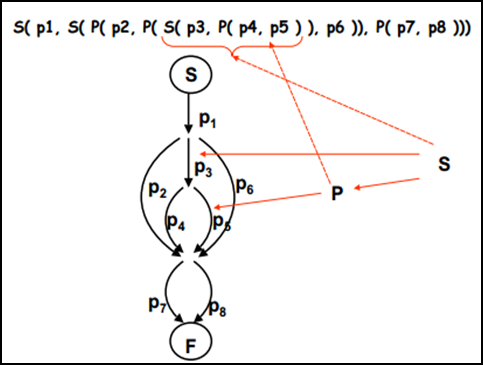 S( p1, S( P( p2, P( S( p3, P( p4, p5 ) ), p6 )), P( p7, p8 )))
S
p1
p3
p2
p6
S
P
p4
p5
p7
p8
F